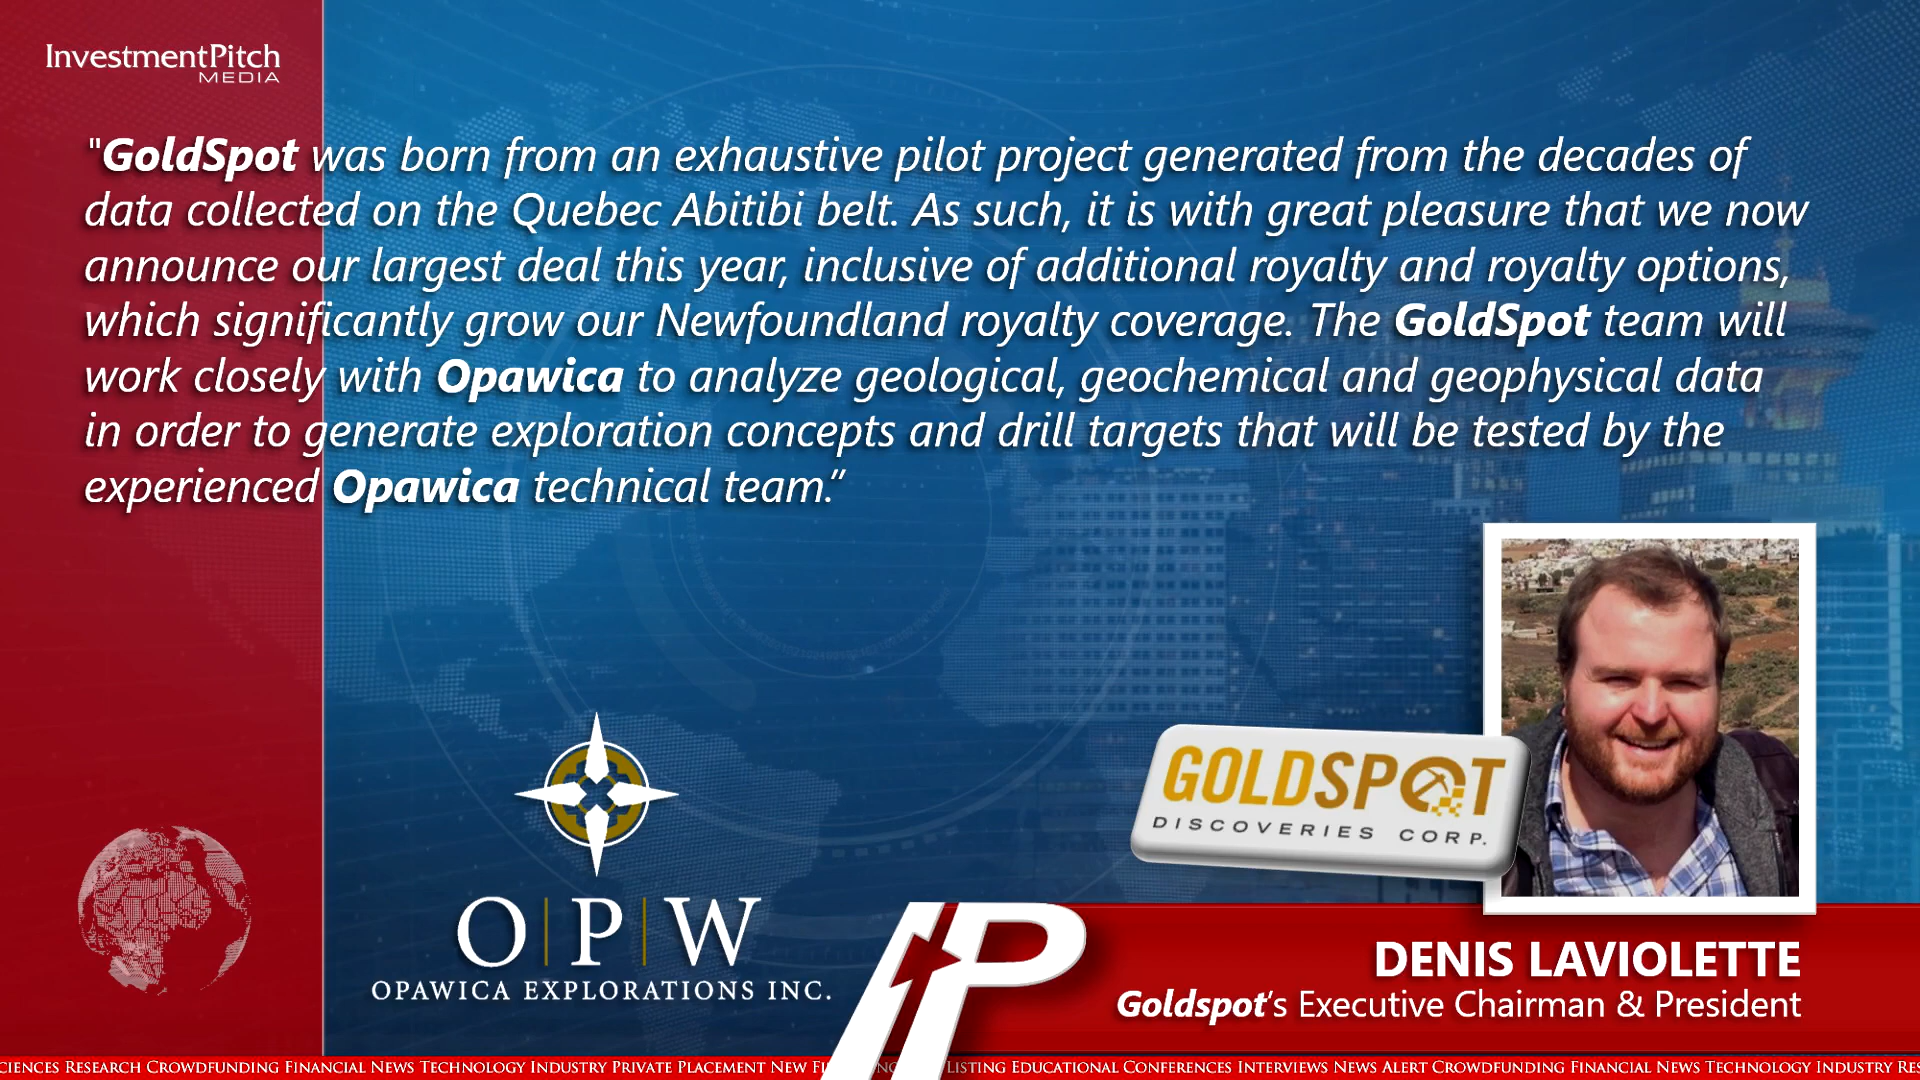 InvestmentPitch
MEDIA
"GoldSpot was born from an exhaustive pilot project generated from the decades of
data collected on the Quebec Abitibi belt. As such, it is with great pleasure that we now
announce our largest deal this year, inclusive of additional royalty and royalty options,
which significantly grow our Newfoundland royalty coverage. The GoldSpot team will
work closely with Opawica to analyze geological, geochemical and geophysical data
in order to generate exploration concepts and drill targets that will be tested by the
experienced Opawica technical team.”
GOLDSPOT
DISCOVERIES CORP.
O|P|W
OPAWICA EXPLORATIONS INC.
IP
DENIS LAVIOLETTE
Goldspot's Executive Chairman & President
RESEARCH CROWDFUNDING FINANCIAL NEWS TECHNOLOGY INDUSTRY PRIVATE PLACEMENT NEW LISTING EDUCATIONAL CONFERENCES INTERVIEWS NEWS ALERT CROWDFUNDING FINANCIAL NEWS TECHNOLOGY INDUSTRY